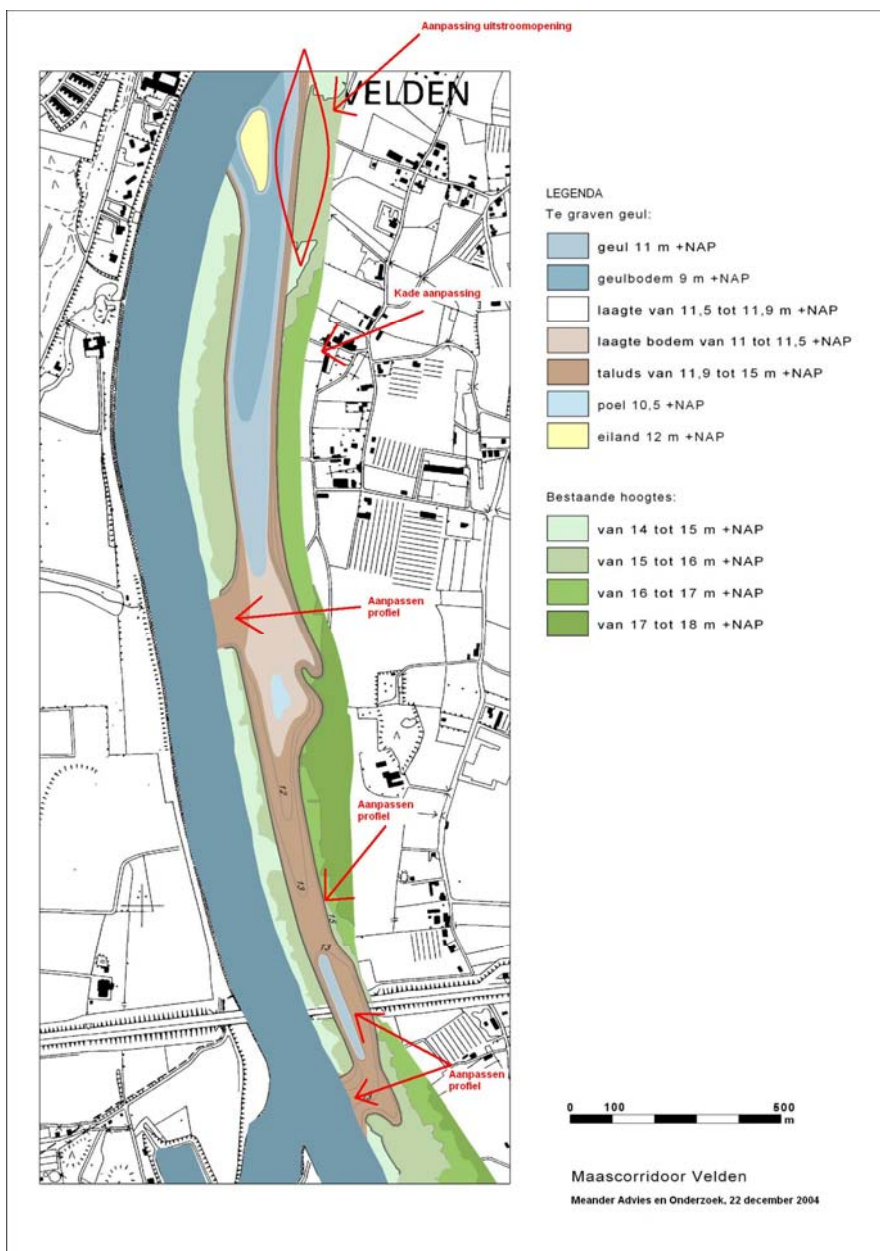 Aanpassing uitstroomopening
VELDEN
Kade aanpassing
Aanpassen
profiel
Aanpassen
profiel
Aanpassen
profiel
12
13
15
13
LEGENDA
Te graven geul:
geul 11 m +NAP
geulbodem 9 m +NAP
laagte van 11,5 tot 11,9 m +NAP
laagte bodem van 11 tot 11,5 +NAP
taluds van 11,9 tot 15 m +NAP
poel 10,5 +NAP
eiland 12 m +NAP
Bestaande hoogtes:
van 14 tot 15 m +NAP
van 15 tot 16 m +NAP
van 16 tot 17 m +NAP
van 17 tot 18 m +NAP
0 100 500
m
Maascorridoor Velden
Meander Advies en Onderzoek, 22 december 2004